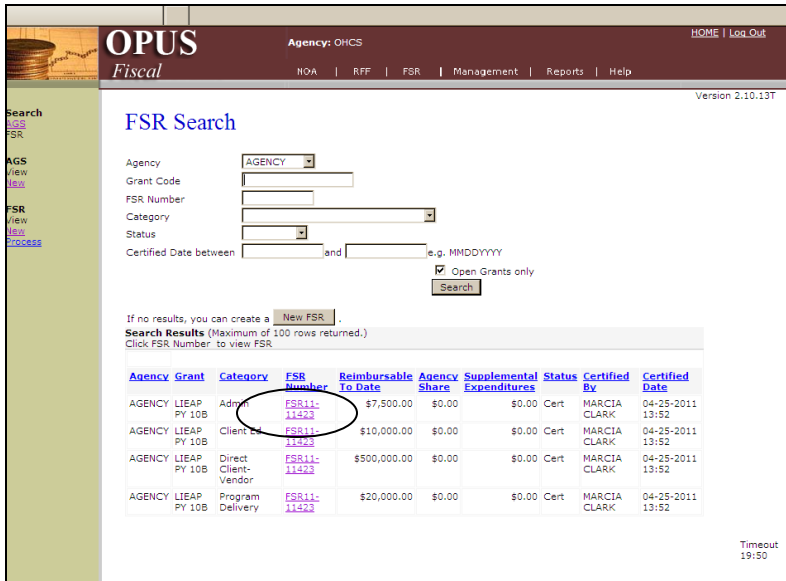 OPUS
Fiscal
Agency: OHCS
HOME | Log Out
NOA | RFF | FSR | Management | Reports | Help
Version 2.10.13T
Search
AGS
FSR
AGS
View
New
FSR
View
New
Process
FSR Search
Agency AGENCY
Grant Code
FSR Number
Category
Status
Certified Date between and e.g. MMDDYYYY
Open Grants only
Search
If no results, you can create a New FSR .
Search Results (Maximum of 100 rows returned.)
Click FSR Number to view FSR
Agency Grant Category FSR Reimbursable Agency Supplemental Status Certified Certified
Number To Date Share Expenditures By Date
AGENCY LIEAP Admin FSR11- $7,500.00 $0.00 $0.00 Cert MARCIA 04-25-2011
PY 10B 11423 CLARK 13:52
AGENCY LIEAP Client Ed FSR11- $10,000.00 $0.00 $0.00 Cert MARCIA 04-25-2011
PY 10B 11423 CLARK 13:52
AGENCY LIEAP Direct FSR11- $500,000.00 $0.00 $0.00 Cert MARCIA 04-25-2011
PY 10B Client- 11423 CLARK 13:52
Vendor
AGENCY LIEAP Program FSR11- $20,000.00 $0.00 $0.00 Cert MARCIA 04-25-2011
PY 10B Delivery 11423 CLARK 13:52
Timeout
19:50